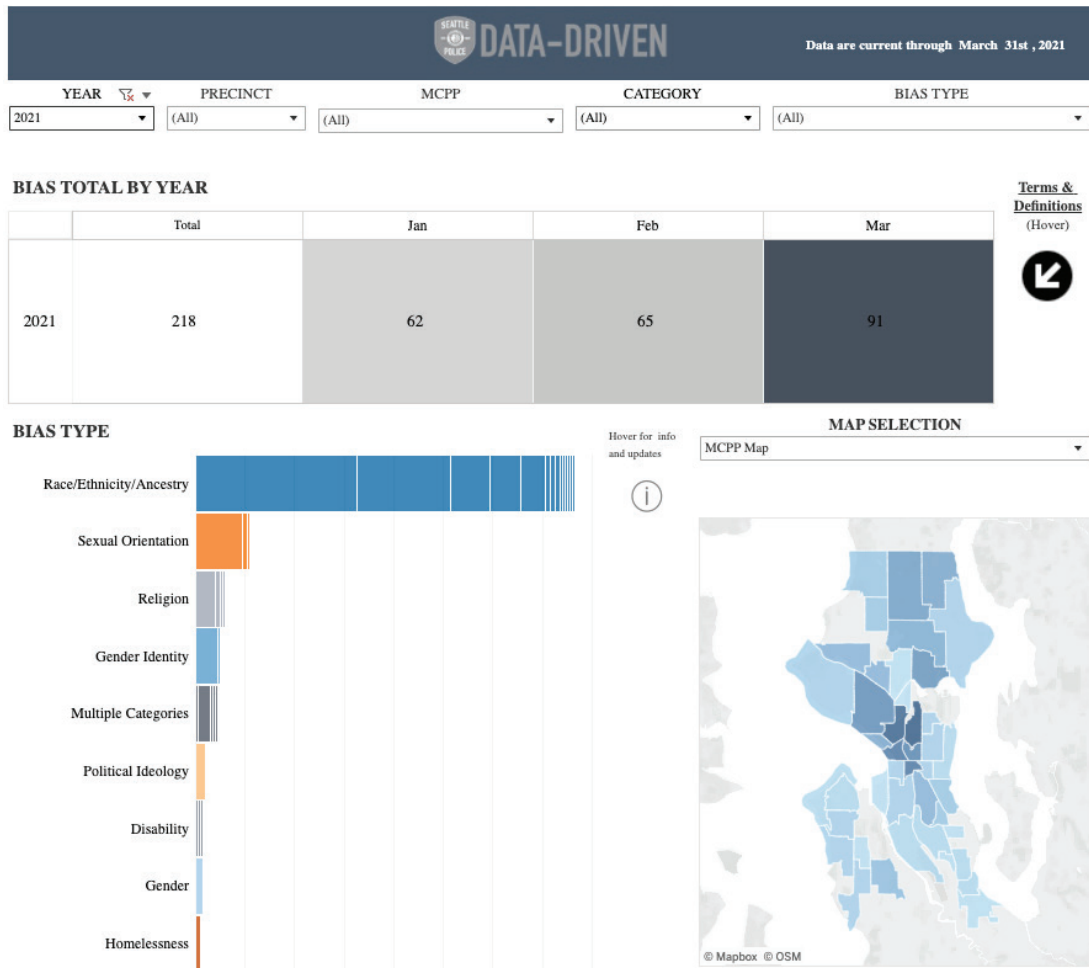 SEATTLE
POLICE
DATA-DRIVEN
Data are current through March 31st , 2021
YEAR PRECINCT MCPP CATEGORY BIAS TYPE
2021 (All) (All) (All) (All)
BIAS TOTAL BY YEAR
Terms &
Definitions
(Hover)
Total Jan Feb Mar
2021 218 62 65 91
BIAS TYPE
Hover for info
and updates
i
MAP SELECTION
MCPP Map
Race/Ethnicity/Ancestry
Sexual Orientation
Religion
Gender Identity
Multiple Categories
Political Ideology
Disability
Gender
Homelessness
© Mapbox © OSM